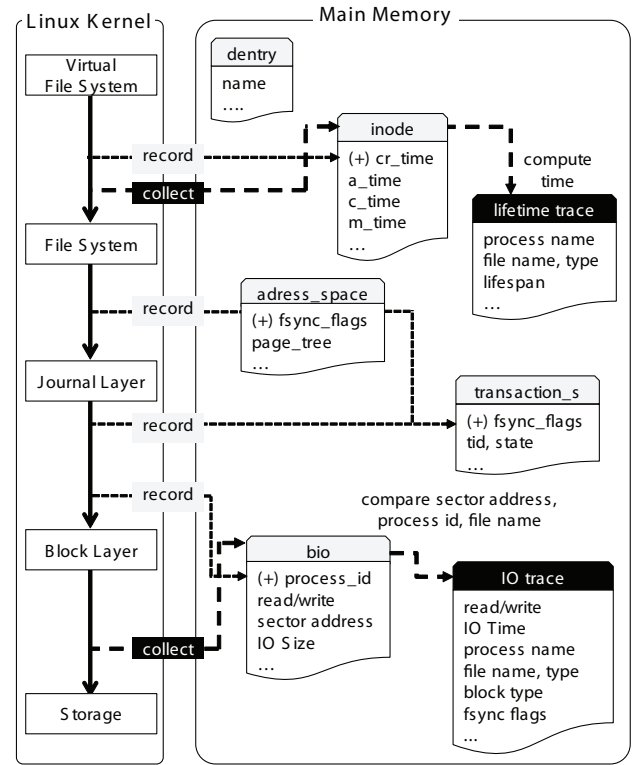 Linux Kernel
Main Memory
Virtual
File System
dentry
name
....
record
collect
inode
(+) cr_time
a_time
c_time
m_time
...
compute
time
lifetime trace
process name
file name, type
lifespan
...
File System
record
adress_space
(+) fsync_flags
page_tree
...
Journal Layer
transaction_s
(+) fsync_flags
tid, state
...
record
record
compare sector address,
process id, file name
Block Layer
bio
(+) process_id
read/write
sector address
IO Size
...
IO trace
read/write
IO Time
process name
file name, type
block type
fsync flags
...
collect
Storage